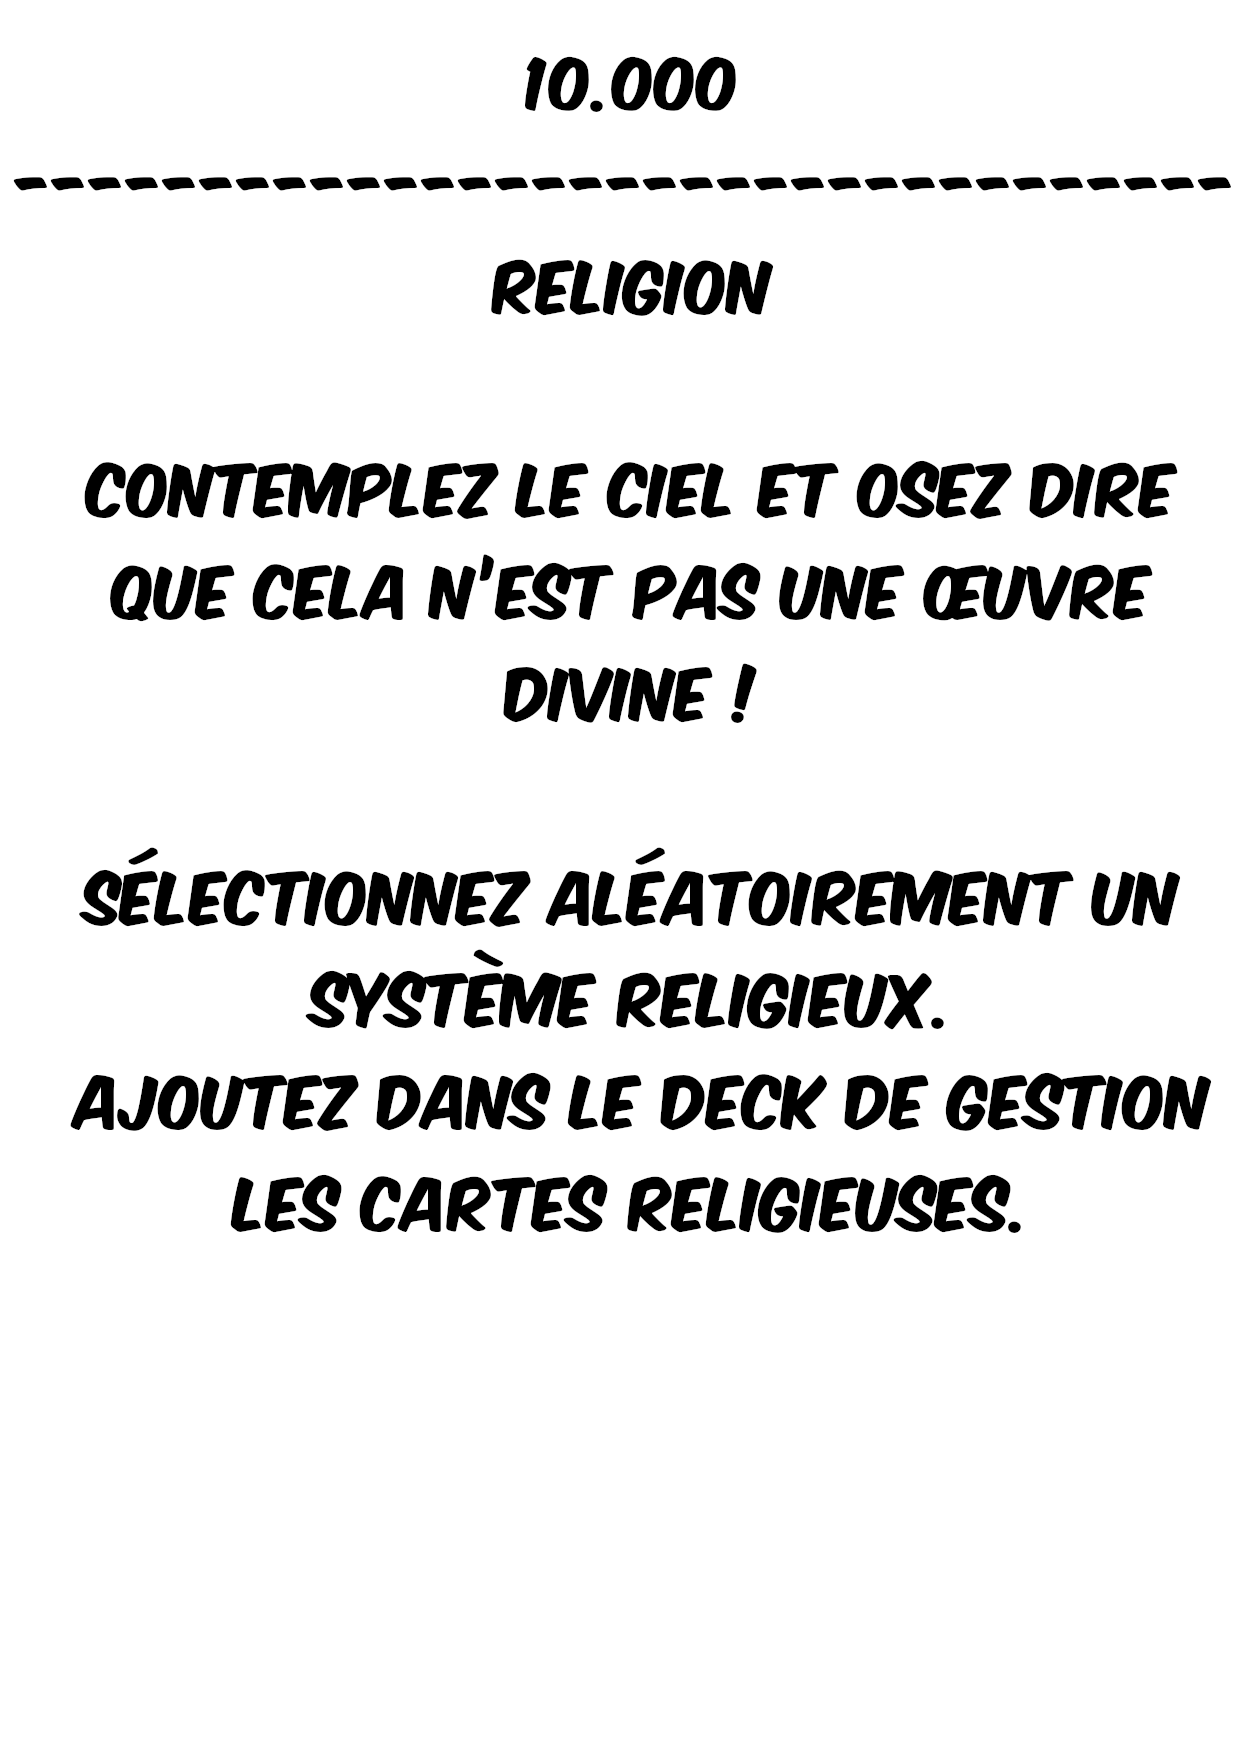 10.000
---------------------------------
RELIGION
CONTEMPLEZ LE CIEL ET OSEZ DIRE
QUE CELA N'EST PAS UNE ŒUVRE
DIVINE !
SÉLECTIONNEZ ALÉATOIREMENT UN
SYSTÈME RELIGIEUX.
AJOUTEZ DANS LE DECK DE GESTION
LES CARTES RELIGIEUSES.